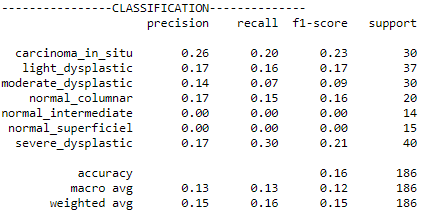 ----------------CLASSIFICATION--------------
precision recall f1-score support
carcinoma_in_situ 0.26 0.20 0.23 30
light_dysplastic 0.17 0.16 0.17 37
moderate_dysplastic 0.14 0.07 0.09 30
normal_columnar 0.17 0.15 0.16 20
normal_intermediate 0.00 0.00 0.00 14
normal_superficiel 0.00 0.00 0.00 15
severe_dysplastic 0.17 0.30 0.21 40
accuracy 0.16 186
macro avg 0.13 0.13 0.12 186
weighted avg 0.15 0.16 0.15 186